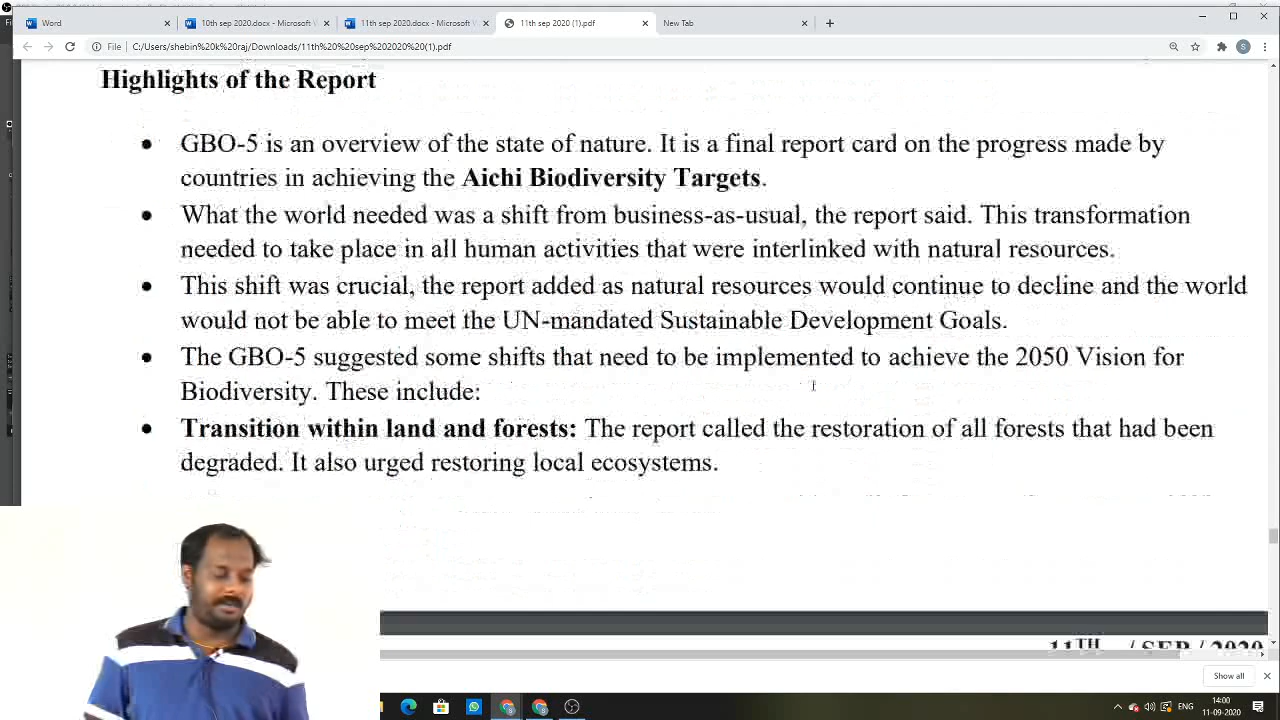 Word
10th sep 2020.docx - Microsoft
11th sep 2020.docx - Microsoft
11th sep 2020 (1).pdf
New Tab
File
C:/Users/shebin%20k%20raj/Downloads/11th%20%20sep%202020%20(1).pdf
S
Highlights of the Report
• GBO-5 is an overview of the state of nature. It is a final report card on the progress made by
countries in achieving the Aichi Biodiversity Targets.
• What the world needed was a shift from business-as-usual, the report said. This transformation
needed to take place in all human activities that were interlinked with natural resources.
• This shift was crucial, the report added as natural resources would continue to decline and the world
would not be able to meet the UN-mandated Sustainable Development Goals.
• The GBO-5 suggested some shifts that need to be implemented to achieve the 2050 Vision for
Biodiversity. These include:
• Transition within land and forests: The report called the restoration of all forests that had been
degraded. It also urged restoring local ecosystems.
11TH / SEP / 2020
Show all
ENG
14:00
11-09-2020